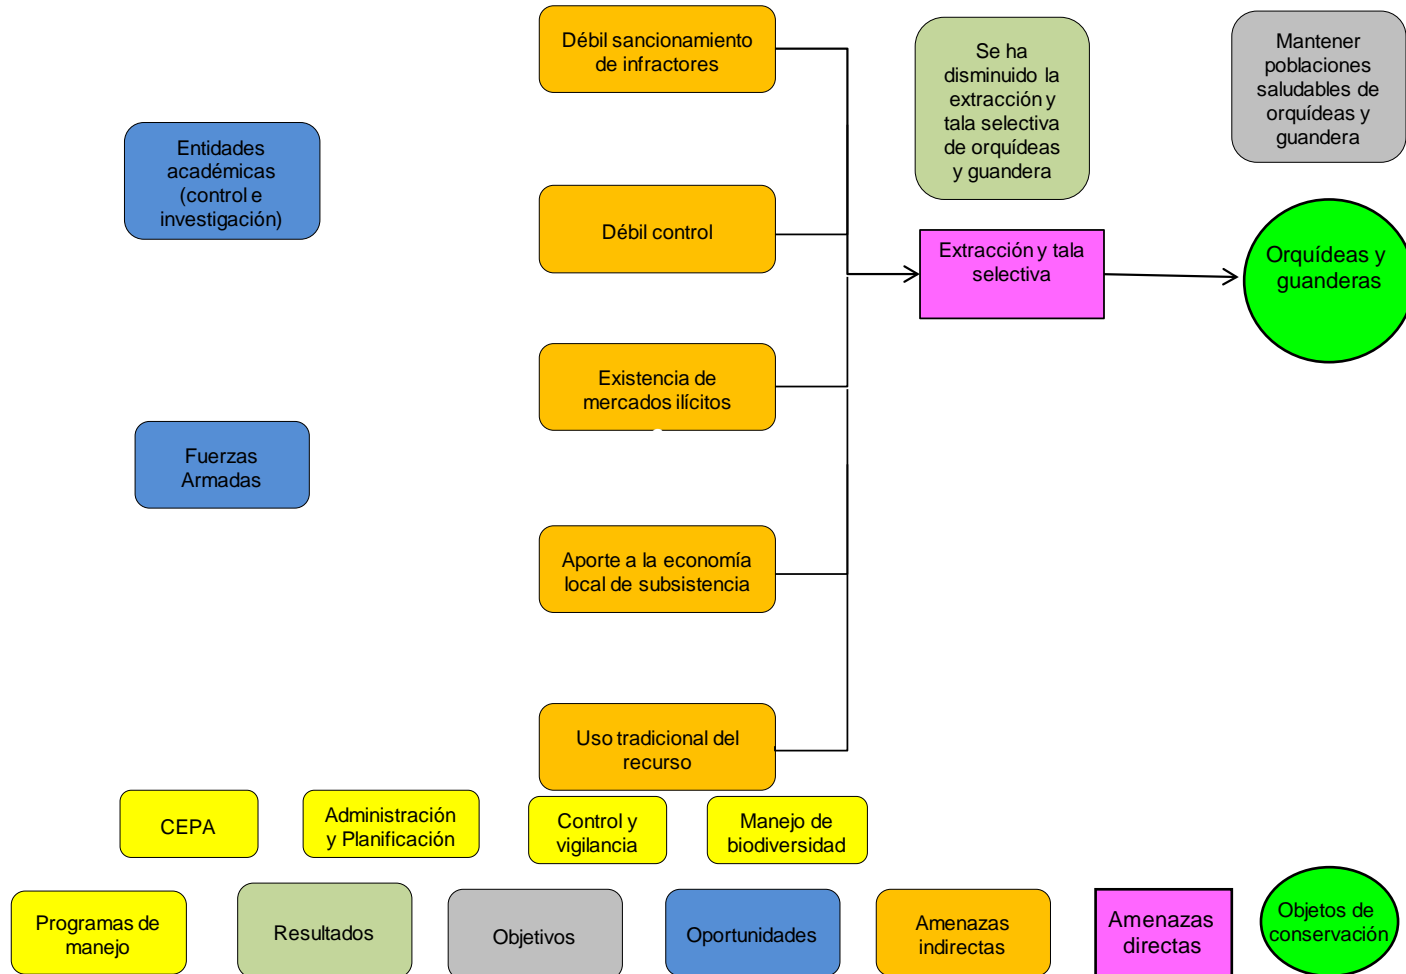 Débil sancionamiento
de infractores
Se ha
disminuido la
extracción y
tala selectiva
de orquídeas
y guandera
Mantener
poblaciones
saludables de
orquídeas y
guandera
Entidades
académicas
(control e
investigación)
Débil control
Extracción y tala
selectiva
Orquídeas y
guanderas
Existencia de
mercados ilícitos
Fuerzas
Armadas
Aporte a la economía
local de subsistencia
Uso tradicional del
recurso
CEPA
Administración
y Planificación
Control y
vigilancia
Manejo de
biodiversidad
Programas de
manejo
Resultados
Objetivos
Oportunidades
Amenazas
indirectas
Amenazas
directas
Objetos de
conservación